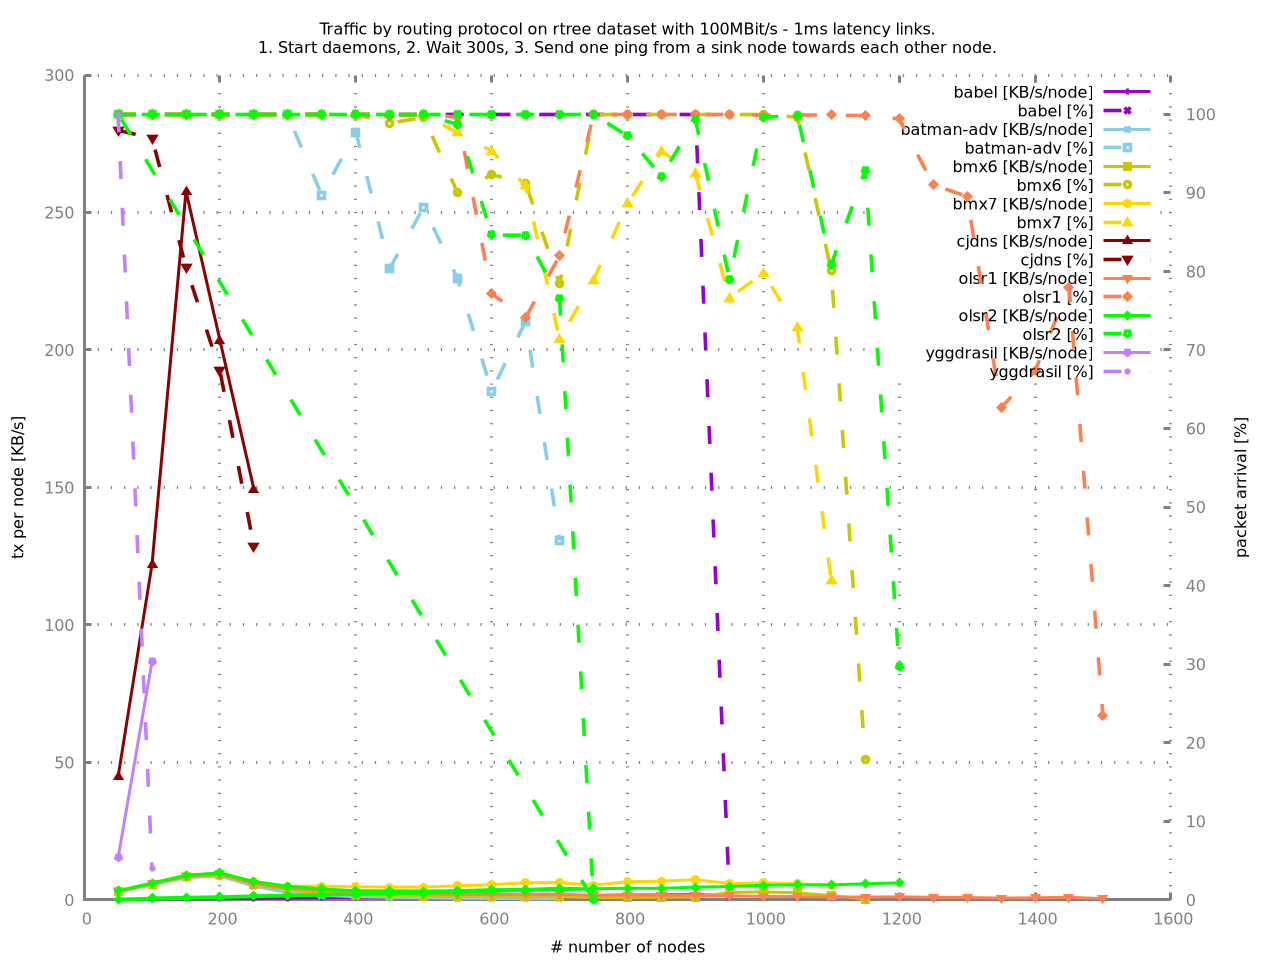 Traffic by routing protocol on rtree dataset with 100MBit/s - 1ms latency links.
1. Start daemons, 2. Wait 300s, 3. Send one ping from a sink node towards each other node.
300
250
200
150
100
50
0
tx per node [KB/s]
babel [KB/s/node]
babel [%]
batman-adv [KB/s/node]
batman-adv [%]
bmx6 [KB/s/node]
bmx6 [%]
bmx7 [KB/s/node]
bmx7 [%]
cjdns [KB/s/node]
cjdns [%]
olsr1 [KB/s/node]
olsr1 [%]
olsr2 [KB/s/node]
olsr2 [%]
yggdrasil [KB/s/node]
yggdrasil [%]
100
90
80
70
60
50
40
30
20
10
0
packet arrival [%]
0 200 400 600 800 1000 1200 1400 1600
# number of nodes